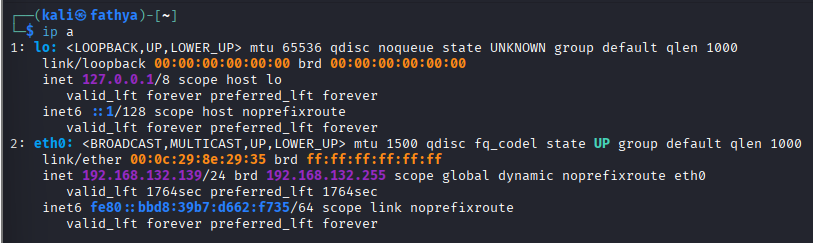 ┌──(kali㉿fathya)-[~]
└─$ ip a
1: lo: <LOOPBACK,UP,LOWER_UP> mtu 65536 qdisc noqueue state UNKNOWN group default qlen 1000
    link/loopback 00:00:00:00:00:00 brd 00:00:00:00:00:00
    inet 127.0.0.1/8 scope host lo
       valid_lft forever preferred_lft forever
    inet6 ::1/128 scope host noprefixroute
       valid_lft forever preferred_lft forever
2: eth0: <BROADCAST,MULTICAST,UP,LOWER_UP> mtu 1500 qdisc fq_codel state UP group default qlen 1000
    link/ether 00:0c:29:8e:29:35 brd ff:ff:ff:ff:ff:ff
    inet 192.168.132.139/24 brd 192.168.132.255 scope global dynamic noprefixroute eth0
       valid_lft 1764sec preferred_lft 1764sec
    inet6 fe80::bbd8:39b7:d662:f735/64 scope link noprefixroute
       valid_lft forever preferred_lft forever